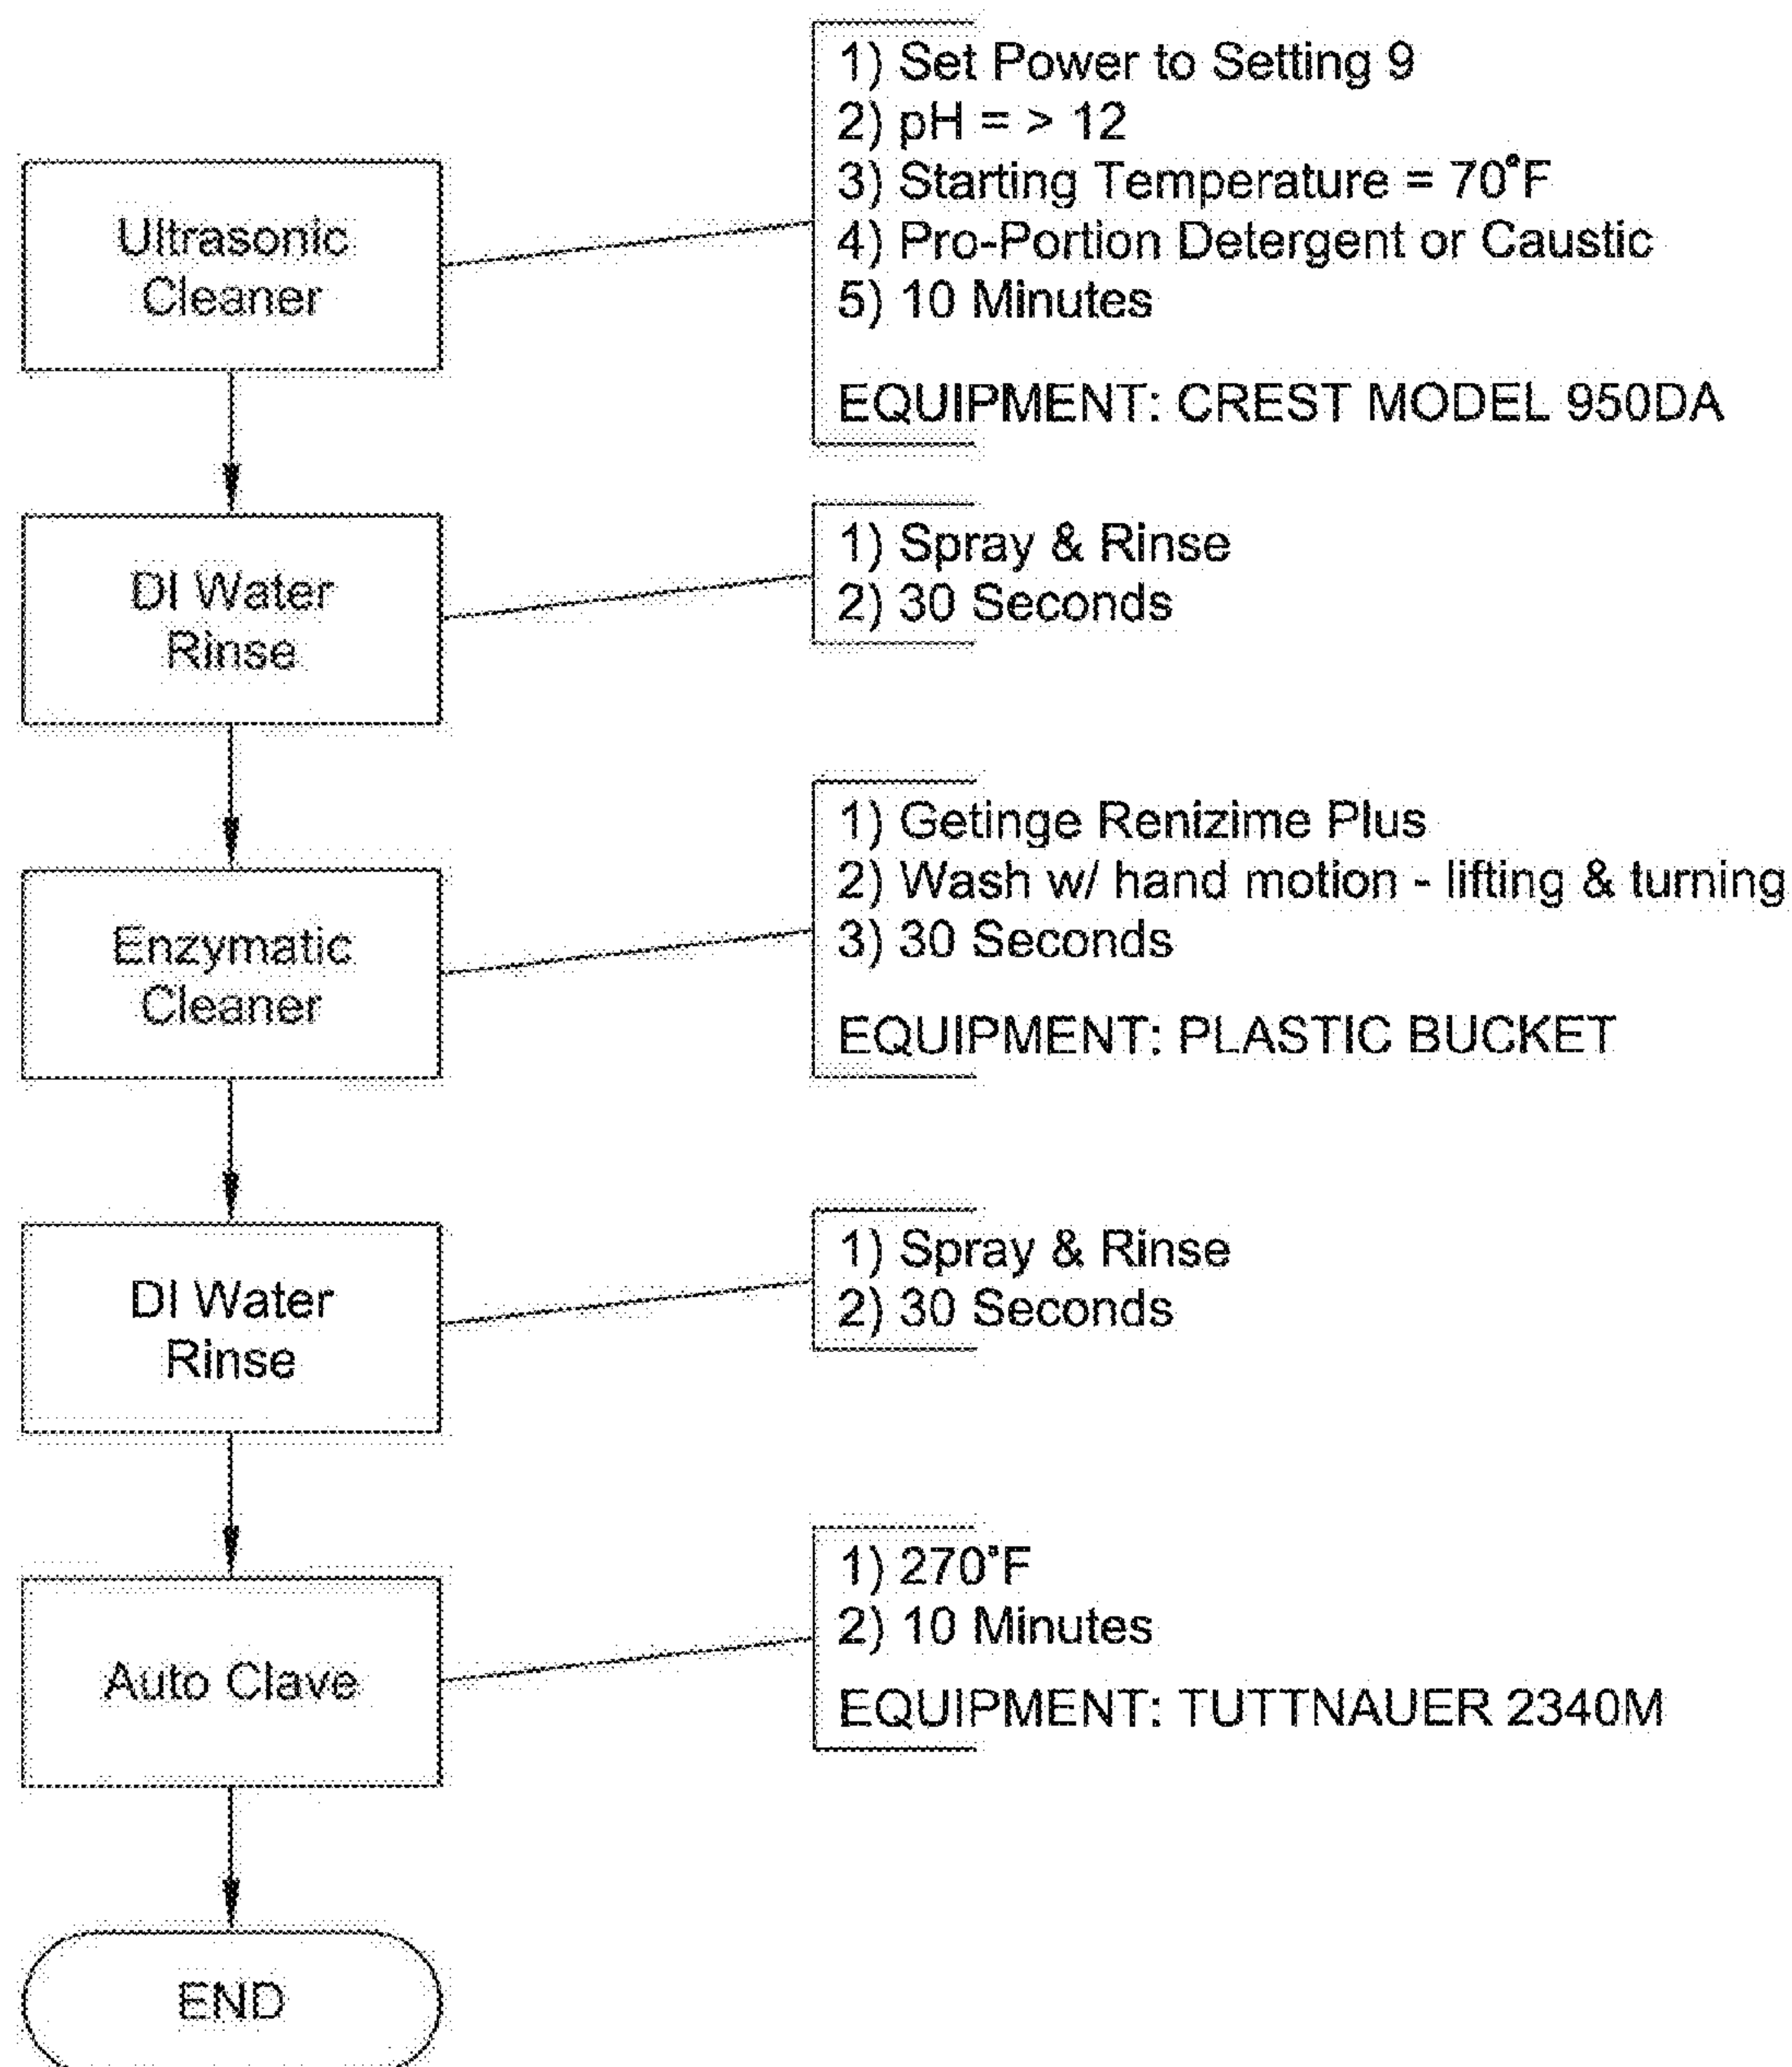 Ultrasonic
Cleaner
1) Set Power to Setting 9
2) pH = > 12
3) Starting Temperature = 70°F
4) Pro-Portion Detergent or Caustic
5) 10 Minutes
EQUIPMENT: CREST MODEL 950DA
DI Water
Rinse
1) Spray & Rinse
2) 30 Seconds
Enzymatic
Cleaner
1) Getinge Renizime Plus
2) Wash w/ hand motion - lifting & turning
3) 30 Seconds
EQUIPMENT: PLASTIC BUCKET
DI Water
Rinse
1) Spray & Rinse
2) 30 Seconds
Auto Clave
1) 270°F
2) 10 Minutes
EQUIPMENT: TUTTNAUER 2340M
END